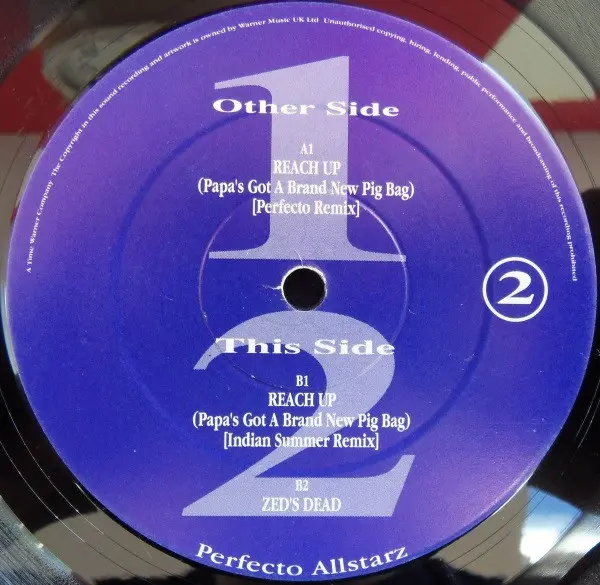 A Time Warner Company The Copyright in this sound recording and artwork is owned by Warner Music UK Ltd Unauthorised copying, hiring, lending, public performance and broadcasting of this recording prohibited
1
Other Side
A1
REACH UP
(Papa's Got A Brand New Pig Bag)
[Perfecto Remix]
2
2
This Side
B1
REACH UP
(Papa's Got A Brand New Pig Bag)
[Indian Summer Remix]
B2
ZED'S DEAD
Perfecto Allstarz